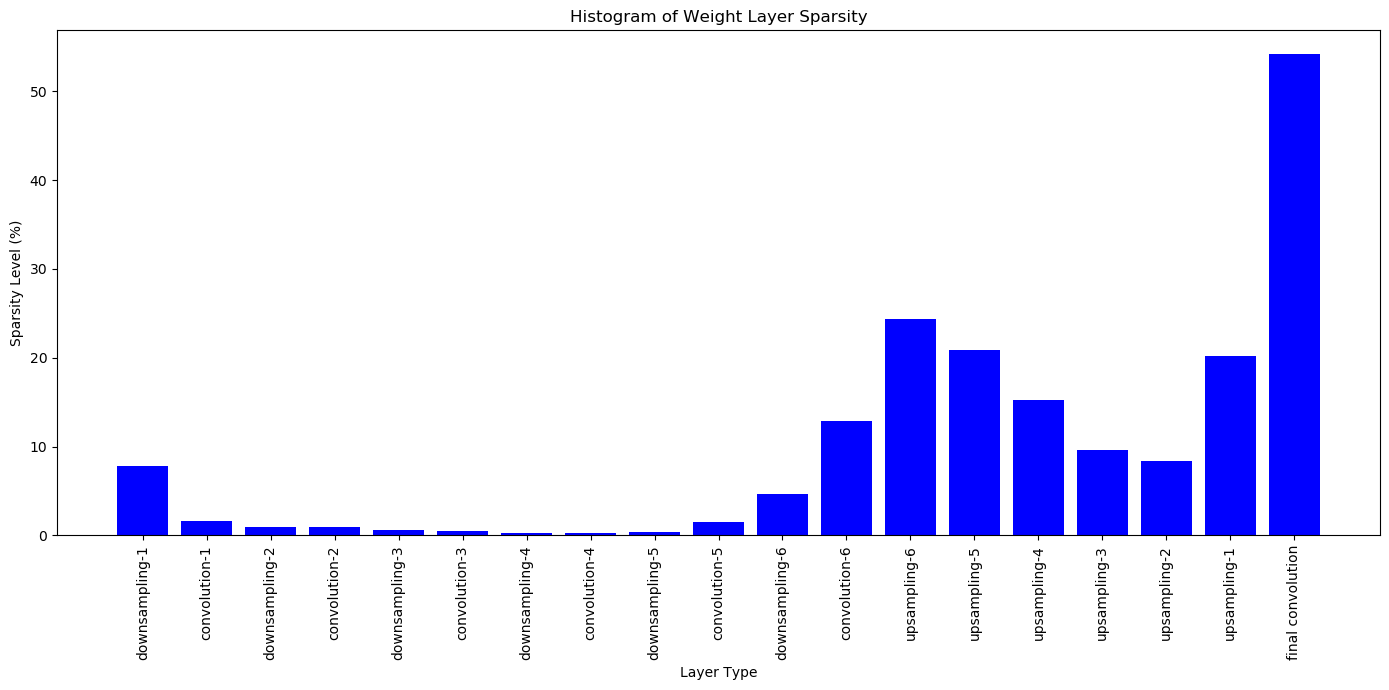 Histogram of Weight Layer Sparsity
Sparsity Level (%)
50
40
30
20
10
0
downsampling-1
convolution-1
downsampling-2
convolution-2
downsampling-3
convolution-3
downsampling-4
convolution-4
downsampling-5
convolution-5
downsampling-6
convolution-6
upsampling-6
upsampling-5
upsampling-4
upsampling-3
upsampling-2
upsampling-1
final convolution
Layer Type